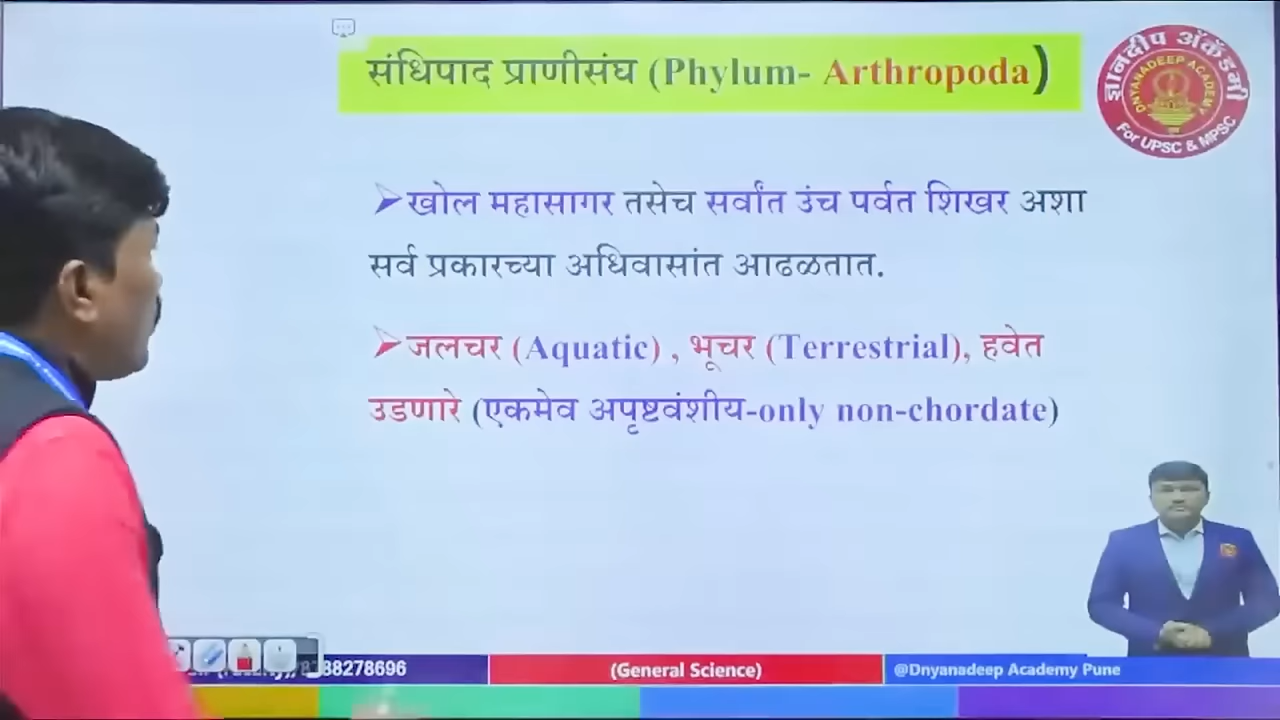 संधिपाद प्राणीसंघ (Phylum- Arthropoda)
ज्ञानदीप ॲकॅडमी
DNYANADEEP ACADEMY
For UPSC & MPSC
➢खोल महासागर तसेच सर्वांत उंच पर्वत शिखर अशा
सर्व प्रकारच्या अधिवासांत आढळतात.
➢जलचर (Aquatic) , भूचर (Terrestrial), हवेत
उडणारे (एकमेव अपृष्टवंशीय-only non-chordate)
88278696
(General Science)
@Dnyanadeep Academy Pune